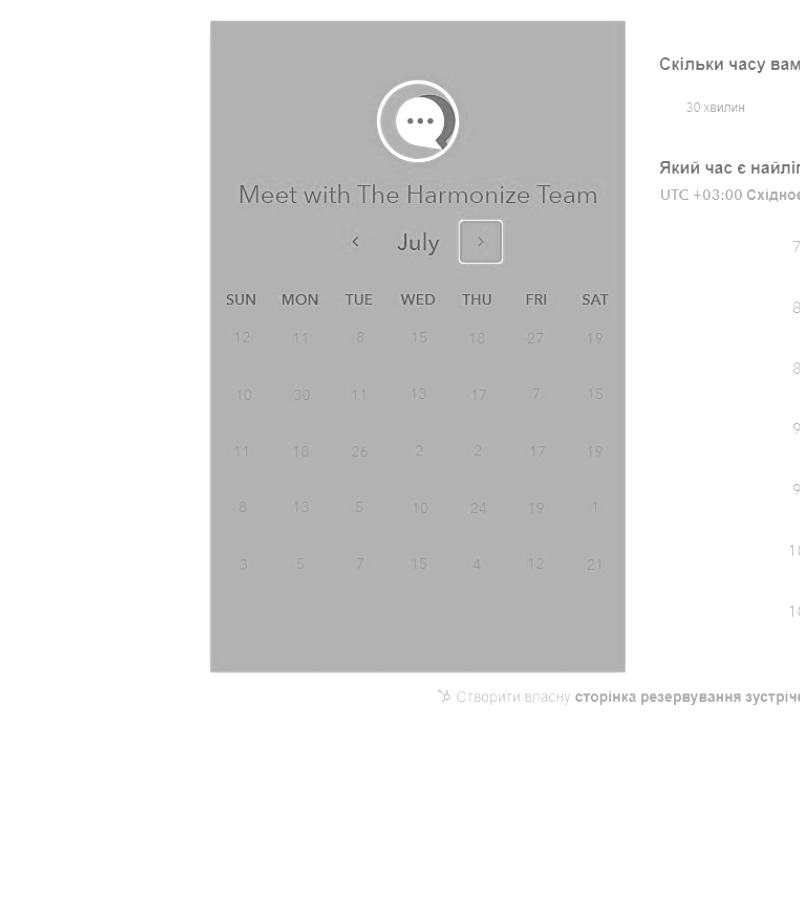 Meet with The Harmonize Team
July
SUN MON TUE WED THU FRI SAT
12 11 8 15 18 27 19
10 30 11 13 17 7 15
11 18 26 2 2 17 19
8 13 5 10 24 19 1
3 5 7 15 4 12 21
Скільки часу вам
30 хвилин
Який час є найліп
UTC +03:00 Східноє
7
8
8
9
9
10
10
Створити власну сторінка резервування зустріче